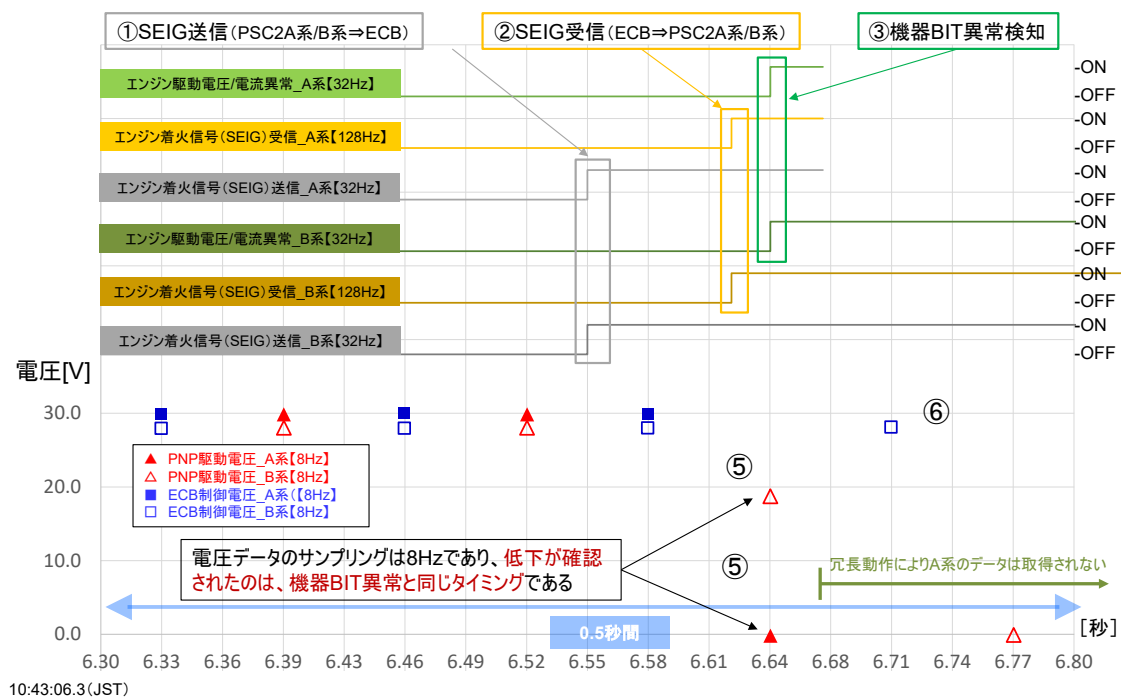 ①SEIG送信(PSC2A系/B系⇒ECB)
②SEIG受信(ECB⇒PSC2A系/B系)
③機器BIT異常検知
エンジン駆動電圧/電流異常_A系【32Hz】
-ON
-OFF
エンジン着火信号(SEIG)受信_A系【128Hz】
-ON
-OFF
エンジン着火信号(SEIG)送信_A系【32Hz】
-ON
-OFF
エンジン駆動電圧/電流異常_B系【32Hz】
-ON
-OFF
エンジン着火信号(SEIG)受信_B系【128Hz】
-ON
-OFF
エンジン着火信号(SEIG)送信_B系【32Hz】
-ON
-OFF
電圧[V]
30.0
20.0
10.0
0.0
⑥
PNP駆動電圧_A系【8Hz】
PNP駆動電圧_B系【8Hz】
ECB制御電圧_A系(【8Hz】
ECB制御電圧_B系【8Hz】
⑤
電圧データのサンプリングは8Hzであり、低下が確認
されたのは、機器BIT異常と同じタイミングである
⑤
冗長動作によりA系のデータは取得されない
0.5秒間
[秒]
6.30 6.33 6.36 6.39 6.43 6.46 6.49 6.52 6.55 6.58 6.61 6.64 6.68 6.71 6.74 6.77 6.80
10:43:06.3(JST)